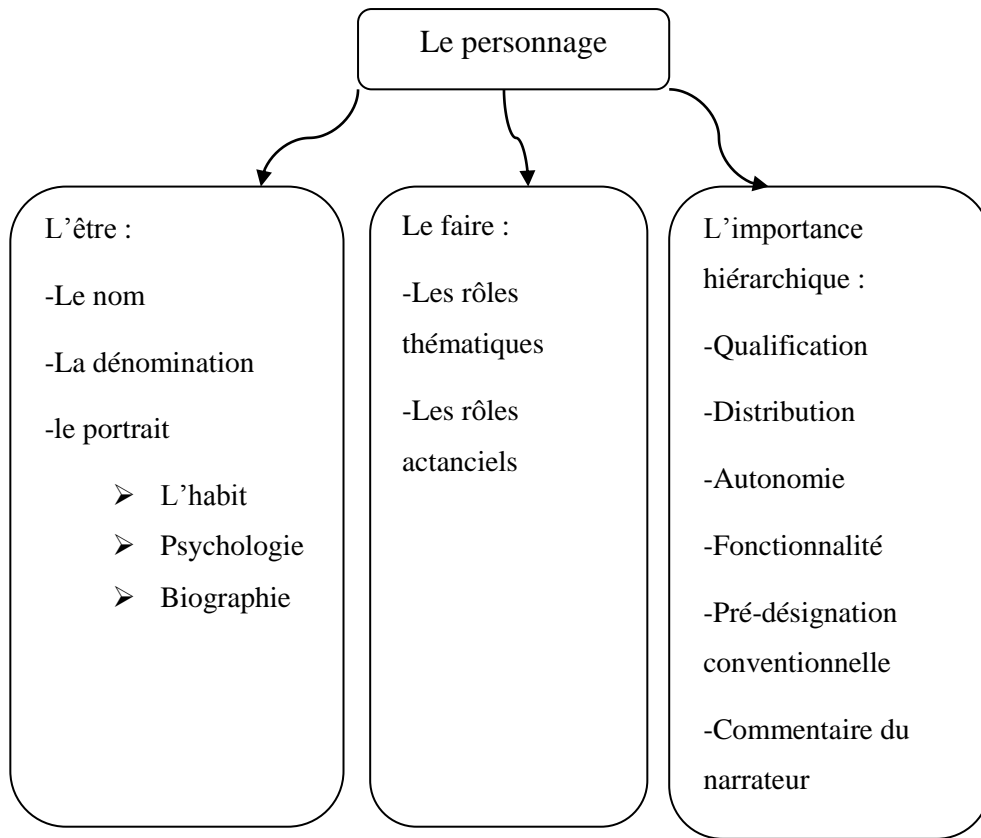 Le personnage
L’être :
-Le nom
-La dénomination
-le portrait
➢ L’habit
➢ Psychologie
➢ Biographie
Le faire :
-Les rôles
thématiques
-Les rôles
actanciels
L’importance
hiérarchique :
-Qualification
-Distribution
-Autonomie
-Fonctionnalité
-Pré-désignation
conventionnelle
-Commentaire du
narrateur